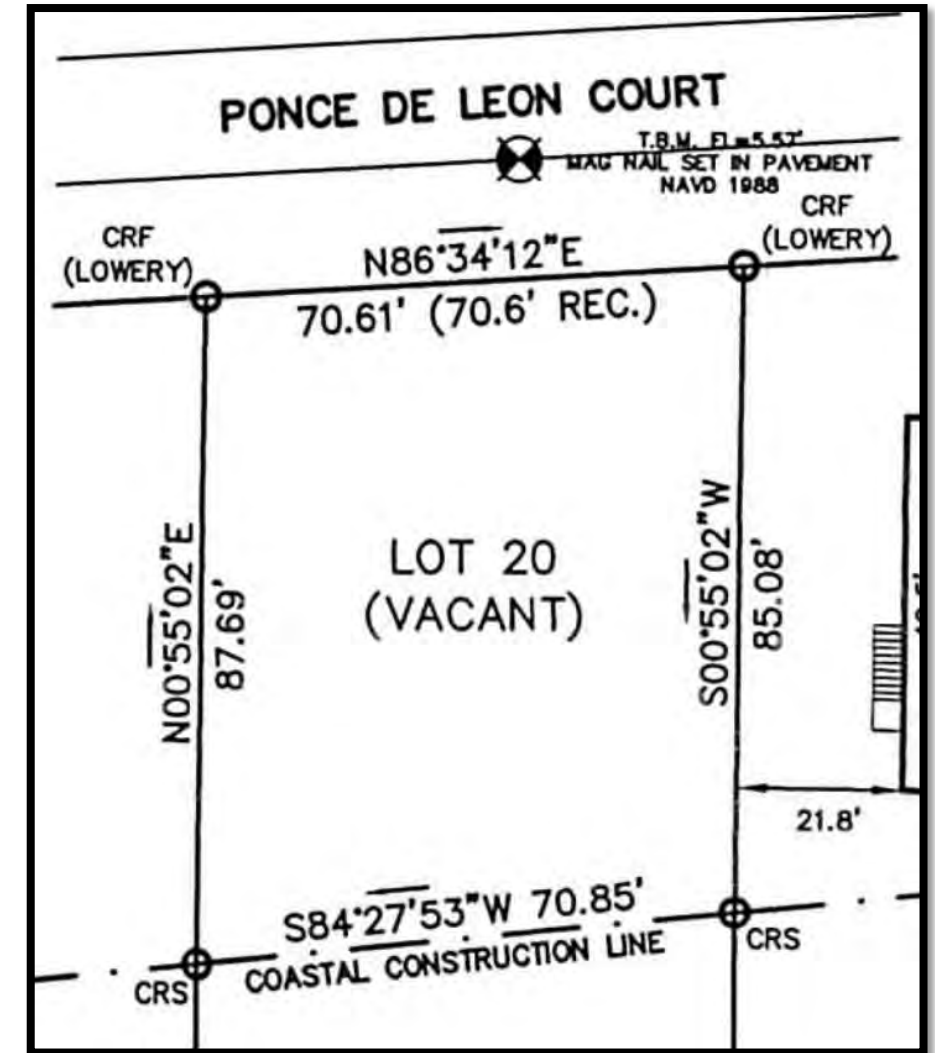 PONCE DE LEON COURT
T.B.M. El=5.57'
MAG NAIL SET IN PAVEMENT
NAVD 1988
CRF
(LOWERY)
CRF
(LOWERY)
N86°34'12"E
70.61' (70.6' REC.)
N00°55'02"E
87.69'
LOT 20
(VACANT)
S00°55'02"W
85.08'
21.8'
S84°27'53"W 70.85'
COASTAL CONSTRUCTION LINE
CRS
CRS